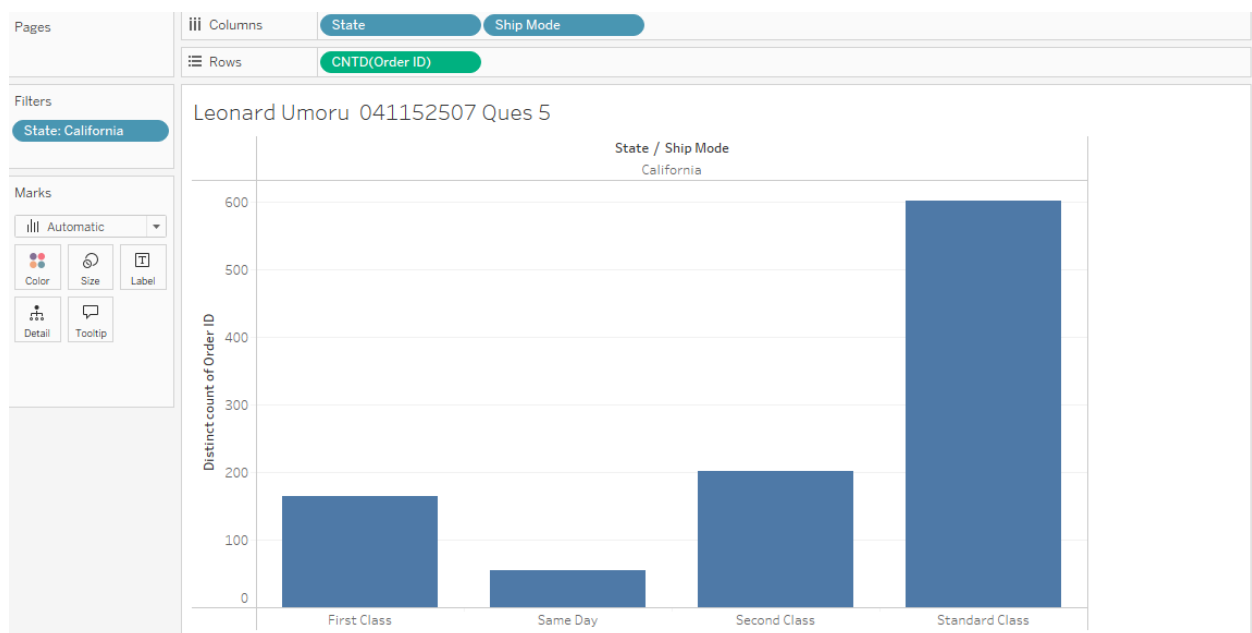 Pages
Columns
State
Ship Mode
Rows
CNTD(Order ID)
Filters
State: California
Marks
Automatic
Color
Size
T
Label
Detail
Tooltip
Leonard Umoru 041152507 Ques 5
State / Ship Mode
California
Distinct count of Order ID
600
500
400
300
200
100
0
First Class
Same Day
Second Class
Standard Class